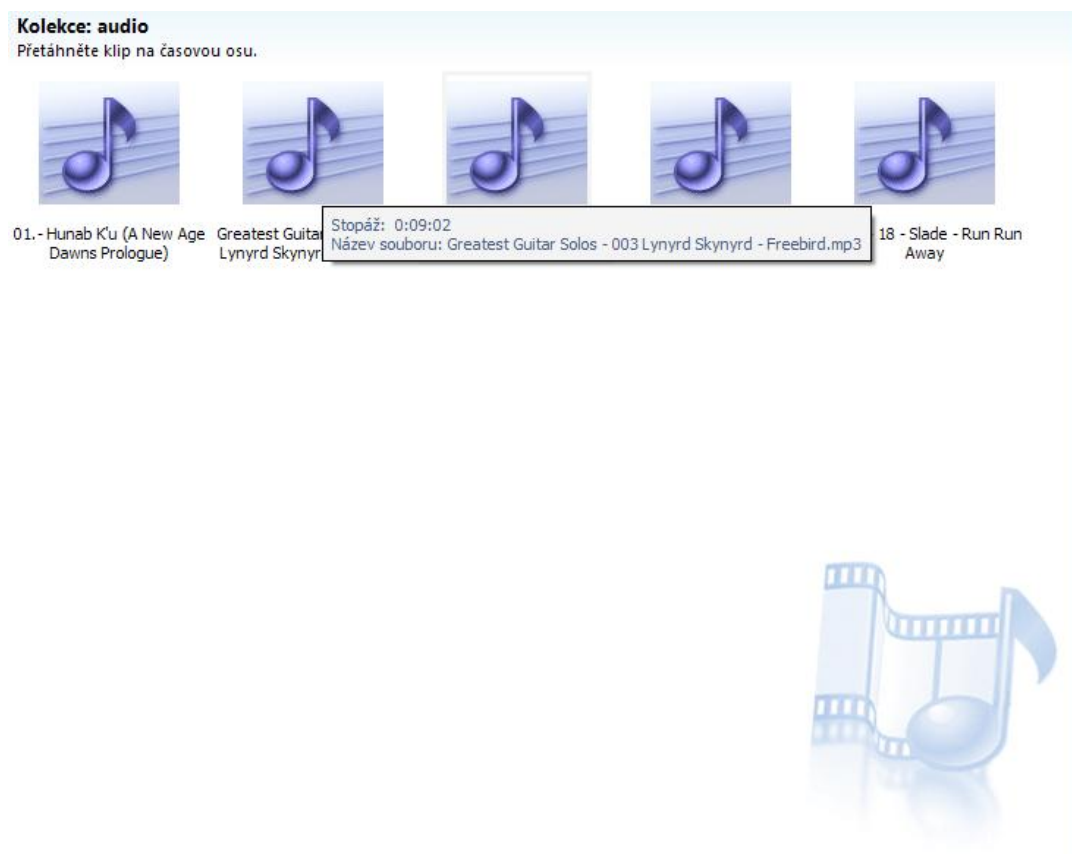 Kolekce: audio
Přetáhněte klip na časovou osu.
01.- Hunab K'u (A New Age
Dawns Prologue)
Greatest Guitar
Lynyrd Skynyr
Stopáž: 0:09:02
Název souboru: Greatest Guitar Solos - 003 Lynyrd Skynyrd - Freebird.mp3
18 - Slade - Run Run
Away